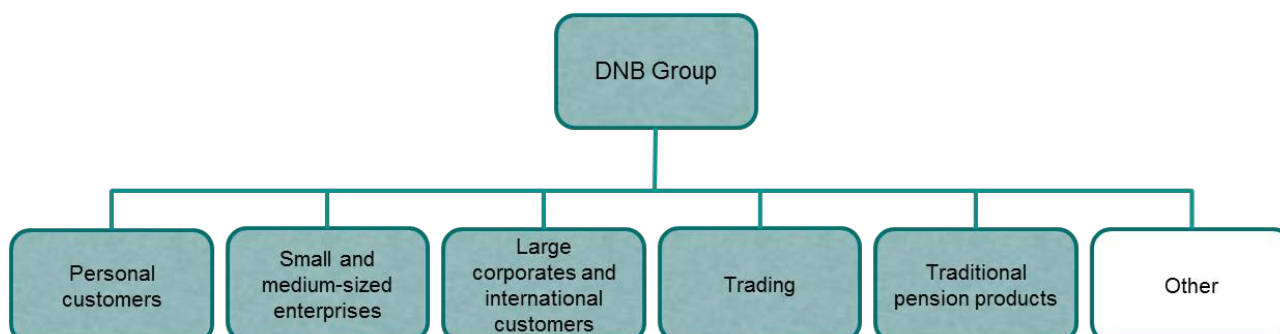 DNB Group
Personal
customers
Small and
medium-sized
enterprises
Large
corporates and
international
customers
Trading
Traditional
pension products
Other